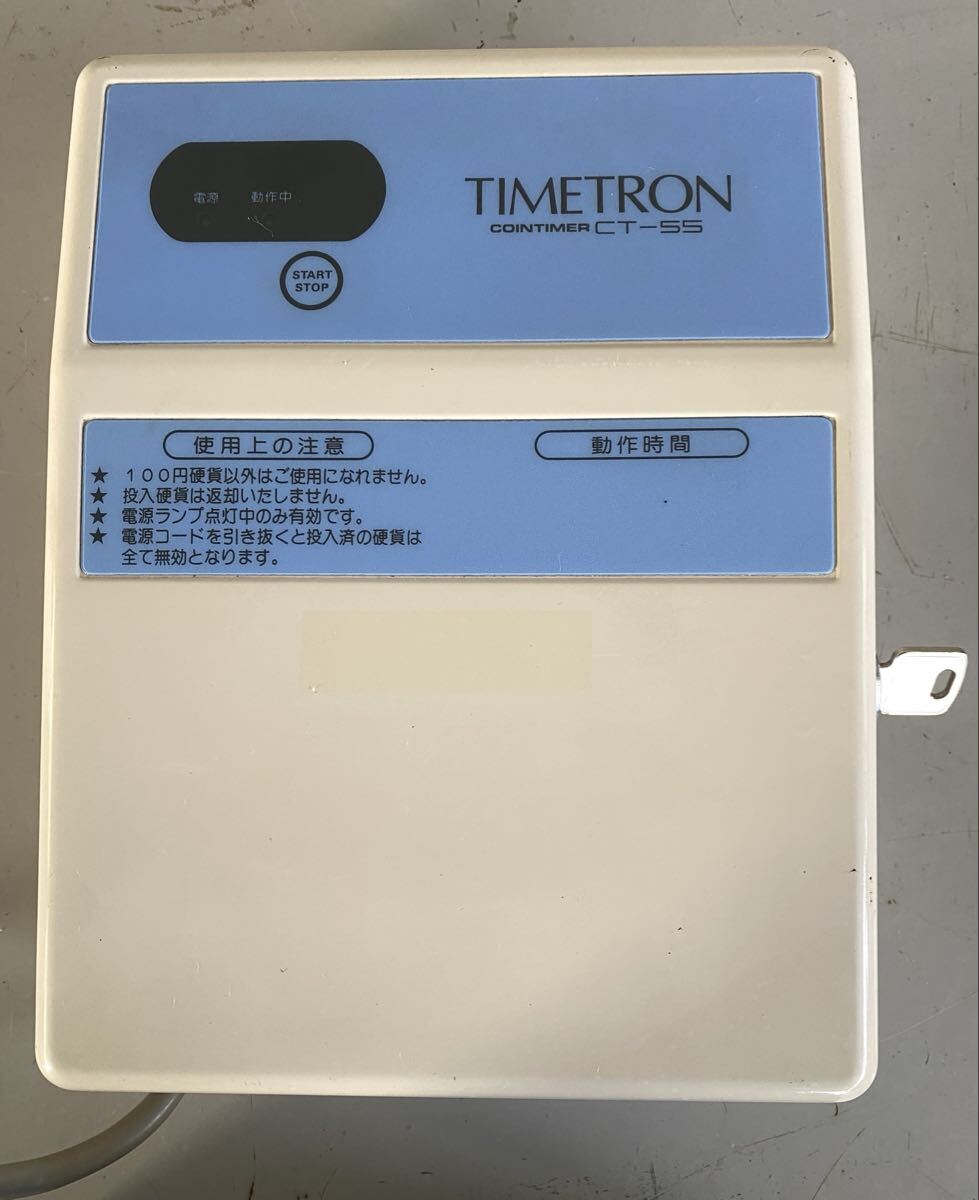 電源 動作中
TIMETRON
COINTIMER CT-55
START
STOP
使用上の注意
★ 100円硬貨以外はご使用になれません。
★ 投入硬貨は返却いたしません。
★ 電源ランプ点灯中のみ有効です。
★ 電源コードを引き抜くと投入済の硬貨は
全て無効となります。
動作時間